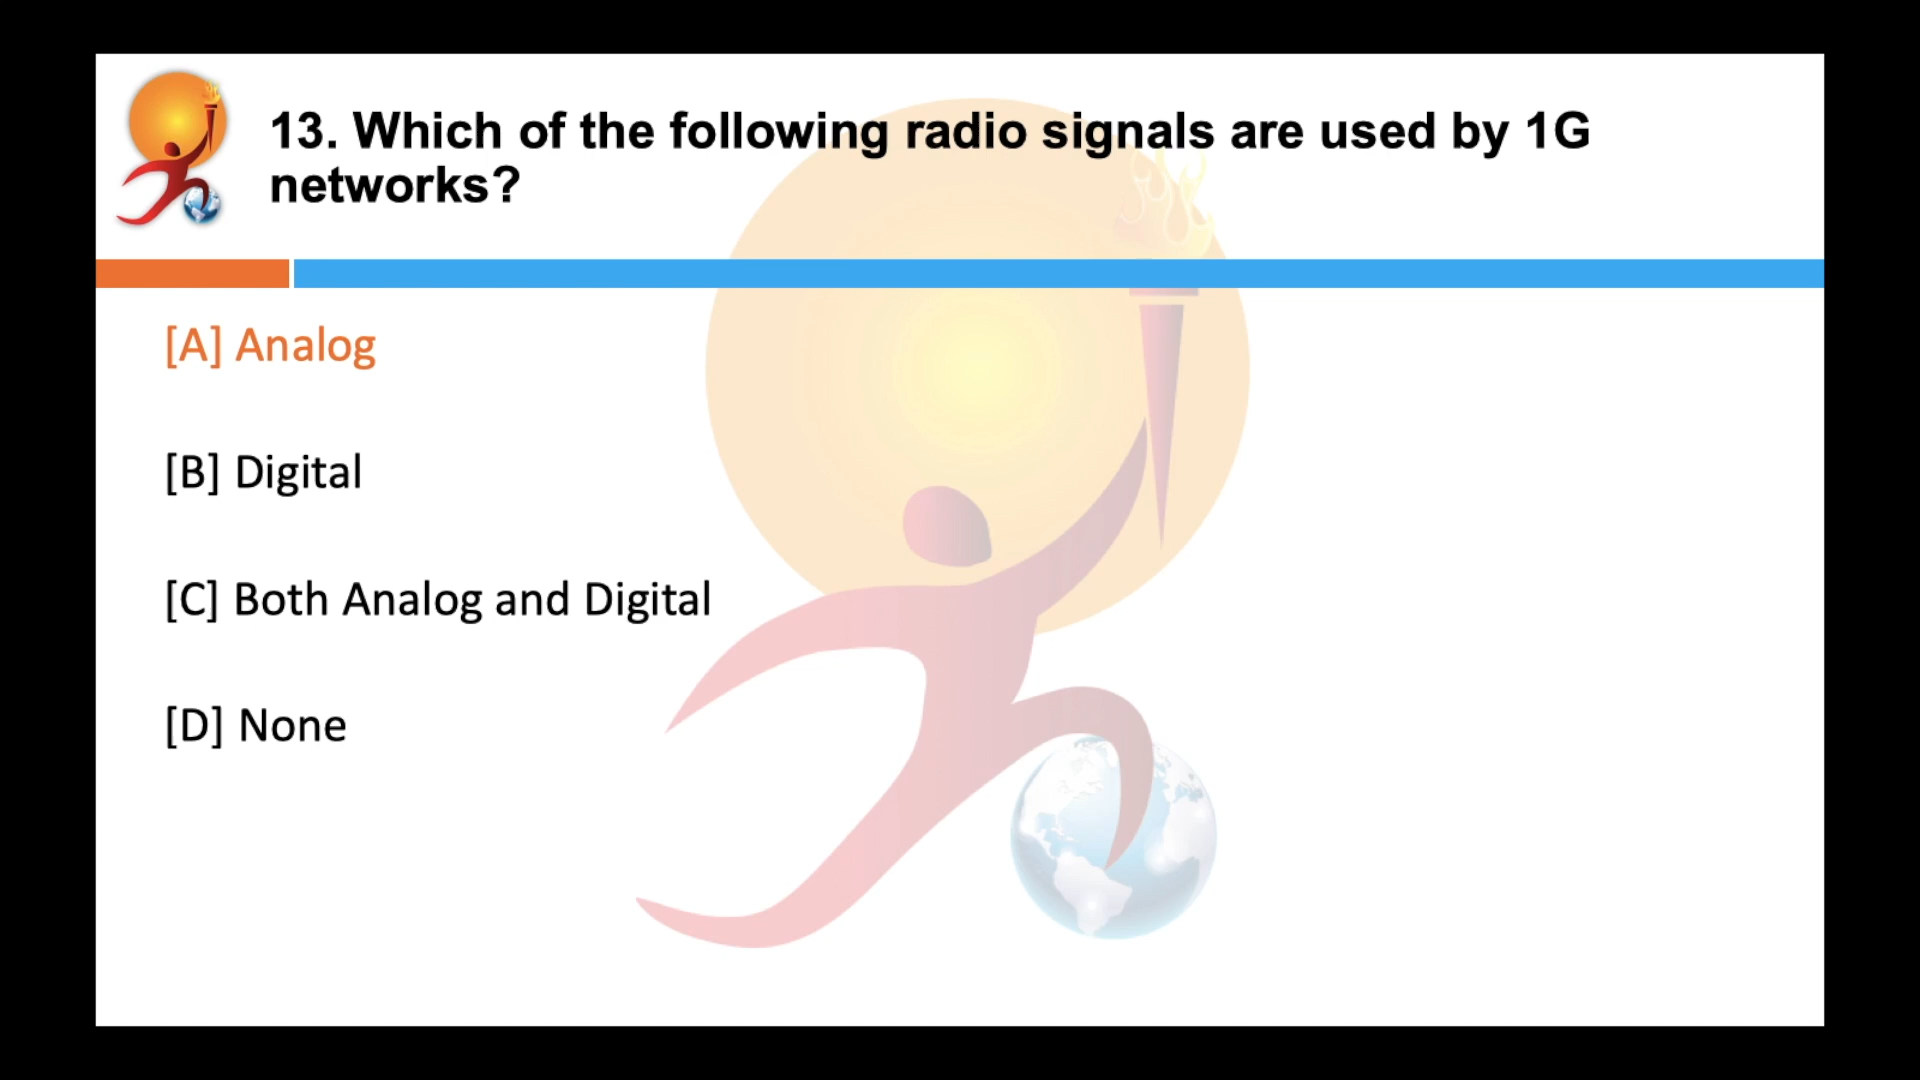 13. Which of the following radio signals are used by 1G
networks?
[A] Analog
[B] Digital
[C] Both Analog and Digital
[D] None